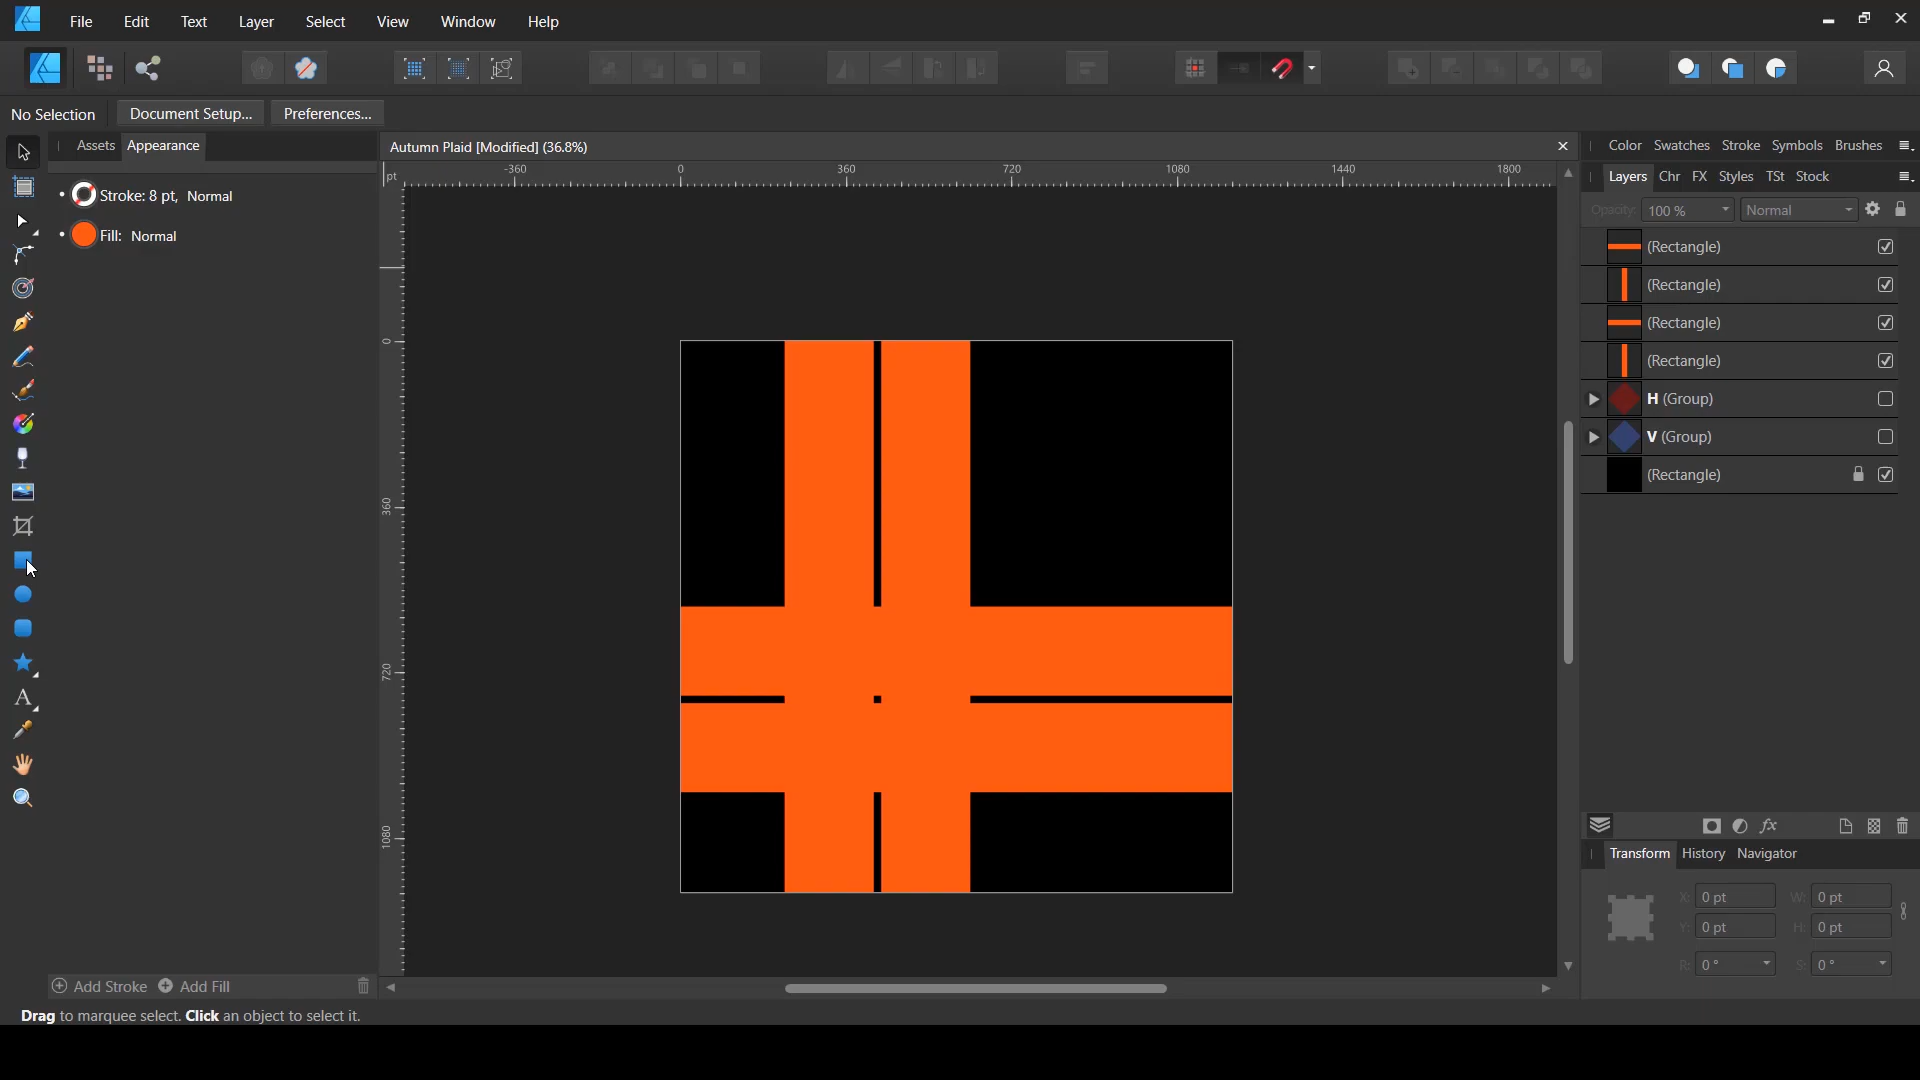 File Edit Text Layer Select View Window Help
No Selection Document Setup... Preferences...
Assets Appearance
Autumn Plaid [Modified] (36.8%)
Color Swatches Stroke Symbols Brushes
Layers Chr FX Styles TSt Stock
pt
-360 0 360 720 1080 1440 1800
0
360
720
1080
Stroke: 8 pt, Normal
Fill: Normal
Opacity: 100 % Normal
(Rectangle)
(Rectangle)
(Rectangle)
(Rectangle)
H (Group)
V (Group)
(Rectangle)
fx
Transform History Navigator
X: 0 pt W: 0 pt
Y: 0 pt H: 0 pt
R: 0 ° S: 0 °
Add Stroke Add Fill
Drag to marquee select. Click an object to select it.